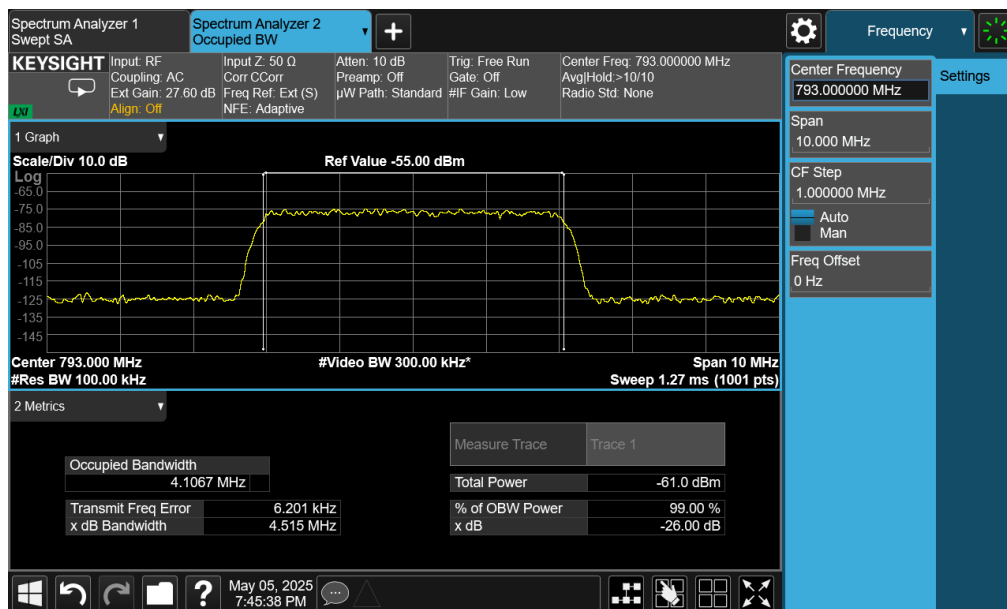 Spectrum Analyzer 1
Swept SA
Spectrum Analyzer 2
Occupied BW
+
Frequency
KEYSIGHT
LXI
Input: RF
Coupling: AC
Ext Gain: 27.60 dB
Align: Off
Input Z: 50 Ω
Corr CCorr
Freq Ref: Ext (S)
NFE: Adaptive
Atten: 10 dB
Preamp: Off
µW Path: Standard
Trig: Free Run
Gate: Off
#IF Gain: Low
Center Freq: 793.000000 MHz
Avg|Hold:>10/10
Radio Std: None
1 Graph
Scale/Div 10.0 dB
Ref Value -55.00 dBm
Log
-65.0
-75.0
-85.0
-95.0
-105
-115
-125
-135
-145
Center 793.000 MHz
#Video BW 300.00 kHz*
Span 10 MHz
#Res BW 100.00 kHz
Sweep 1.27 ms (1001 pts)
2 Metrics
Measure Trace
Trace 1
Occupied Bandwidth
4.1067 MHz
Total Power
-61.0 dBm
Transmit Freq Error
6.201 kHz
% of OBW Power
99.00 %
x dB Bandwidth
4.515 MHz
x dB
-26.00 dB
Center Frequency
793.000000 MHz
Settings
Span
10.000 MHz
CF Step
1.000000 MHz
Auto
Man
Freq Offset
0 Hz
?
May 05, 2025
7:45:38 PM